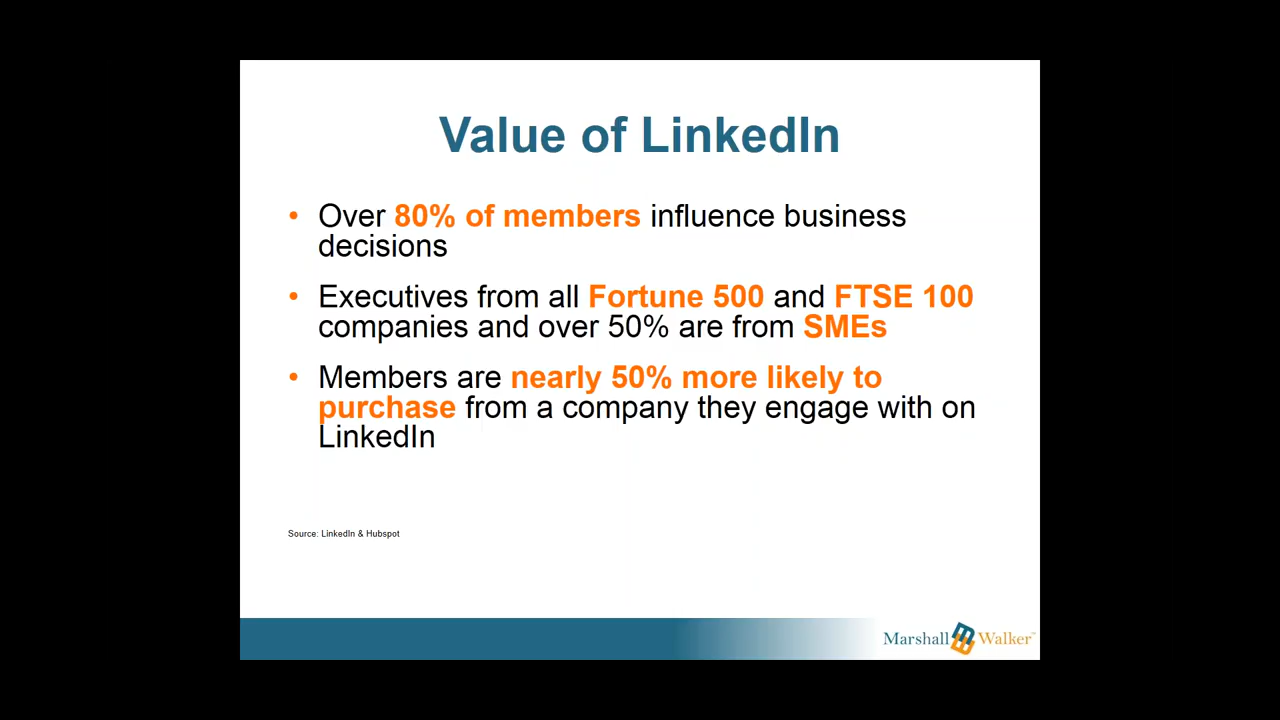 Value of LinkedIn
• Over 80% of members influence business
decisions
• Executives from all Fortune 500 and FTSE 100
companies and over 50% are from SMEs
• Members are nearly 50% more likely to
purchase from a company they engage with on
LinkedIn
Source: LinkedIn & Hubspot
Marshall Walker™